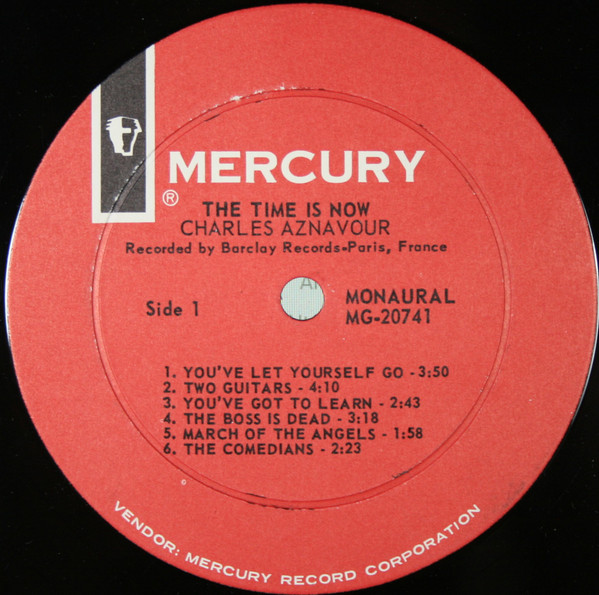 MERCURY
®
THE TIME IS NOW
CHARLES AZNAVOUR
Recorded by Barclay Records-Paris, France
Side 1
MONAURAL
MG-20741
1. YOU'VE LET YOURSELF GO - 3:50
2. TWO GUITARS - 4:10
3. YOU'VE GOT TO LEARN - 2:43
4. THE BOSS IS DEAD - 3:18
5. MARCH OF THE ANGELS - 1:58
6. THE COMEDIANS - 2:23
VENDOR: MERCURY RECORD CORPORATION